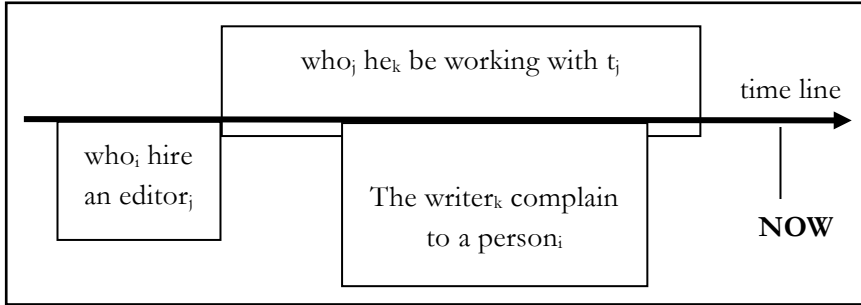 whoⱼ heₖ be working with tⱼ
time line
whoᵢ hire
an editorⱼ
The writerₖ complain
to a personᵢ
NOW